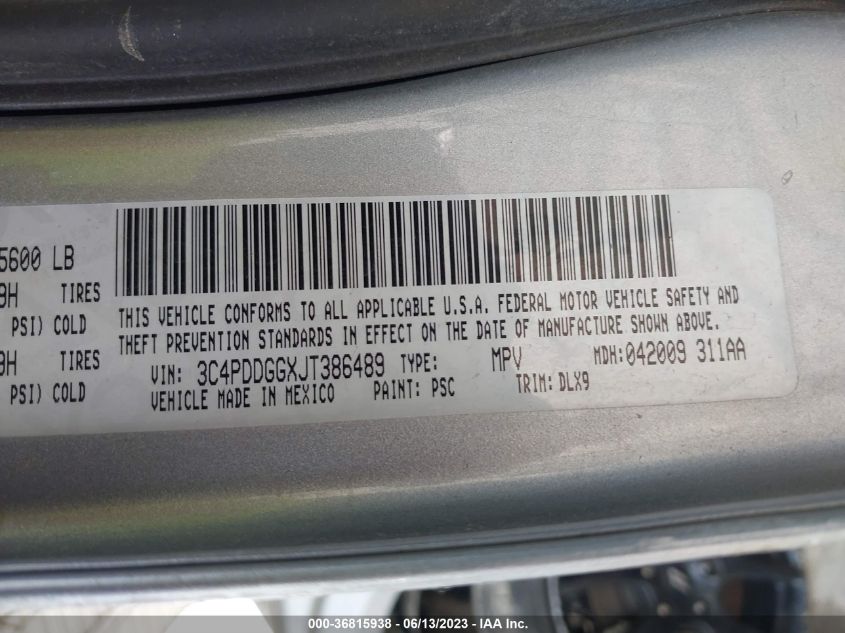 5600 LB
9H TIRES
PSI) COLD
9H TIRES
PSI) COLD
THIS VEHICLE CONFORMS TO ALL APPLICABLE U.S.A. FEDERAL MOTOR VEHICLE SAFETY AND
THEFT PREVENTION STANDARDS IN EFFECT ON THE DATE OF MANUFACTURE SHOWN ABOVE.
VIN: 3C4PDDGGXJT386489 TYPE: MPV MDH:042009 311AA
VEHICLE MADE IN MEXICO PAINT: PSC TRIM: DLX9
000-36815938 - 06/13/2023 - IAA Inc.